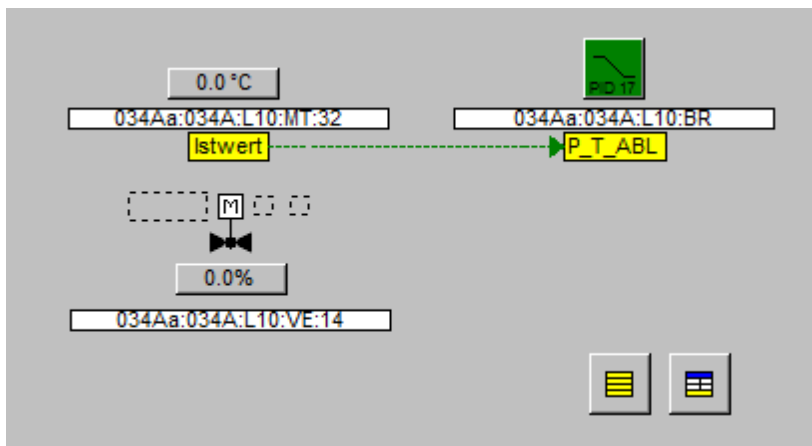 0.0 °C
PID 17
034Aa:034A:L10:MT:32
034Aa:034A:L10:BR
Istwert
P_T_ABL
M
0.0%
034Aa:034A:L10:VE:14